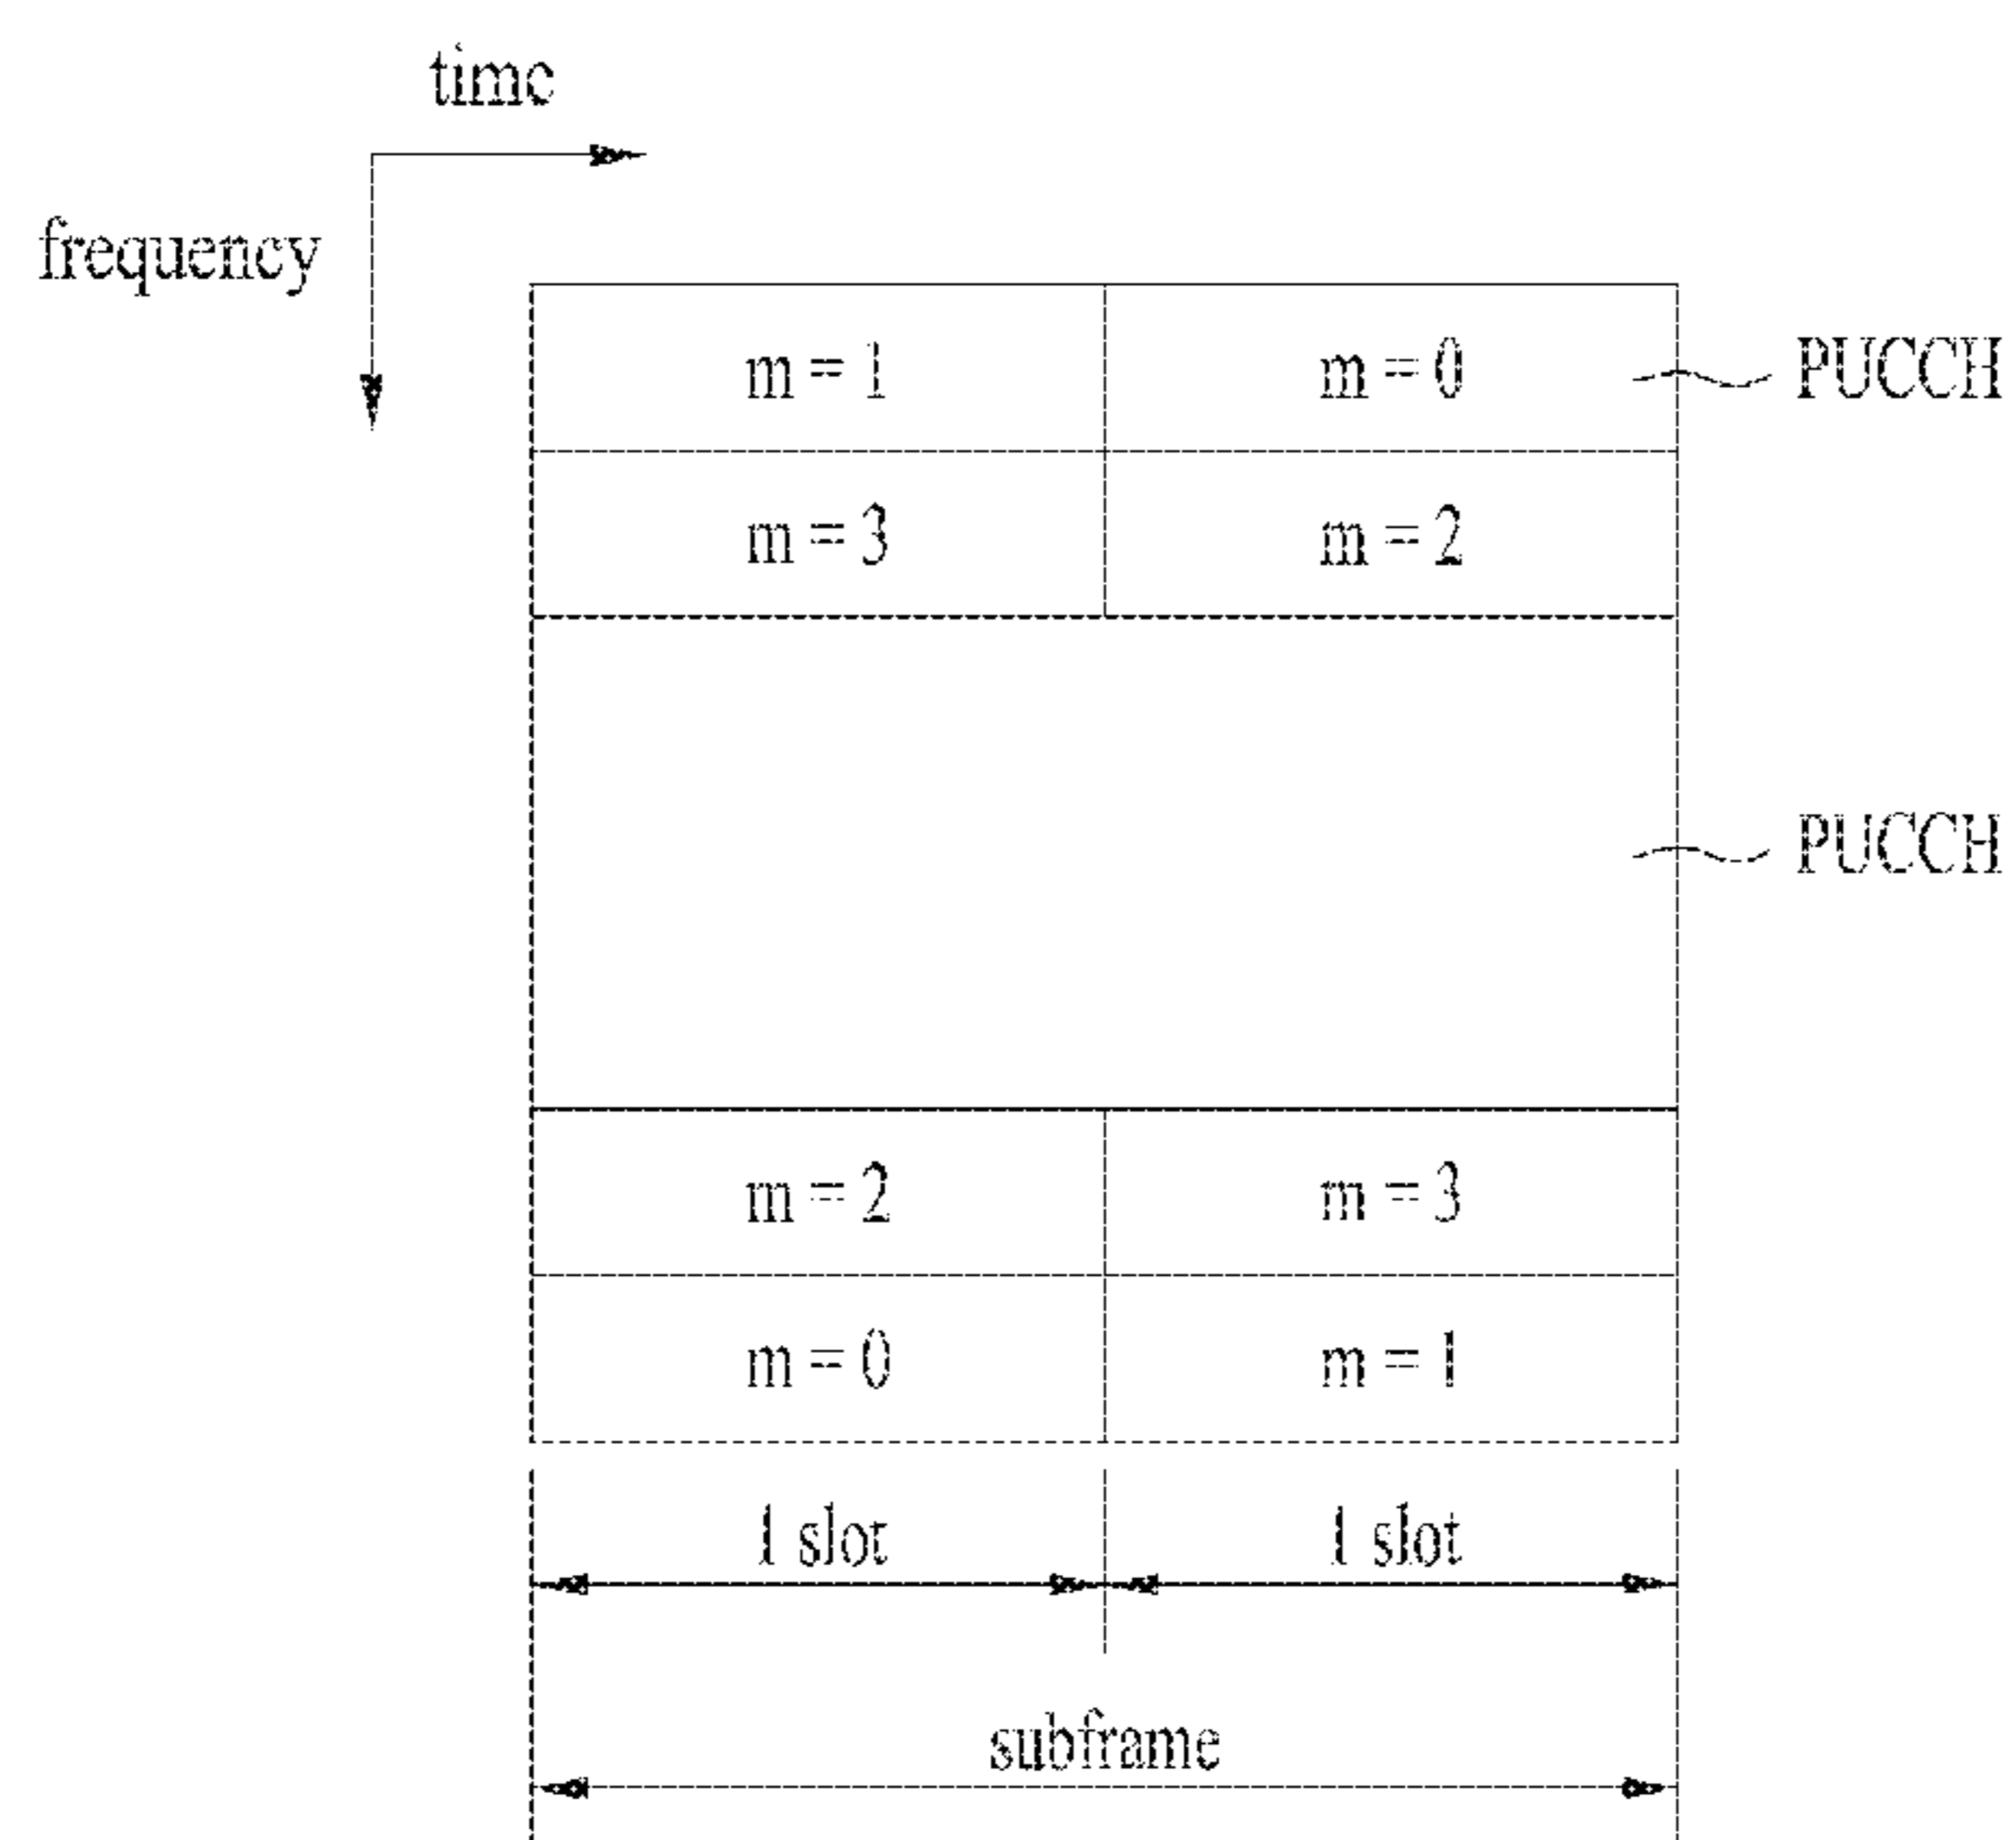 time
frequency
m = 1
m = 0
PUCCH
m = 3
m = 2
PUCCH
m = 2
m = 3
m = 0
m = 1
1 slot
1 slot
subframe